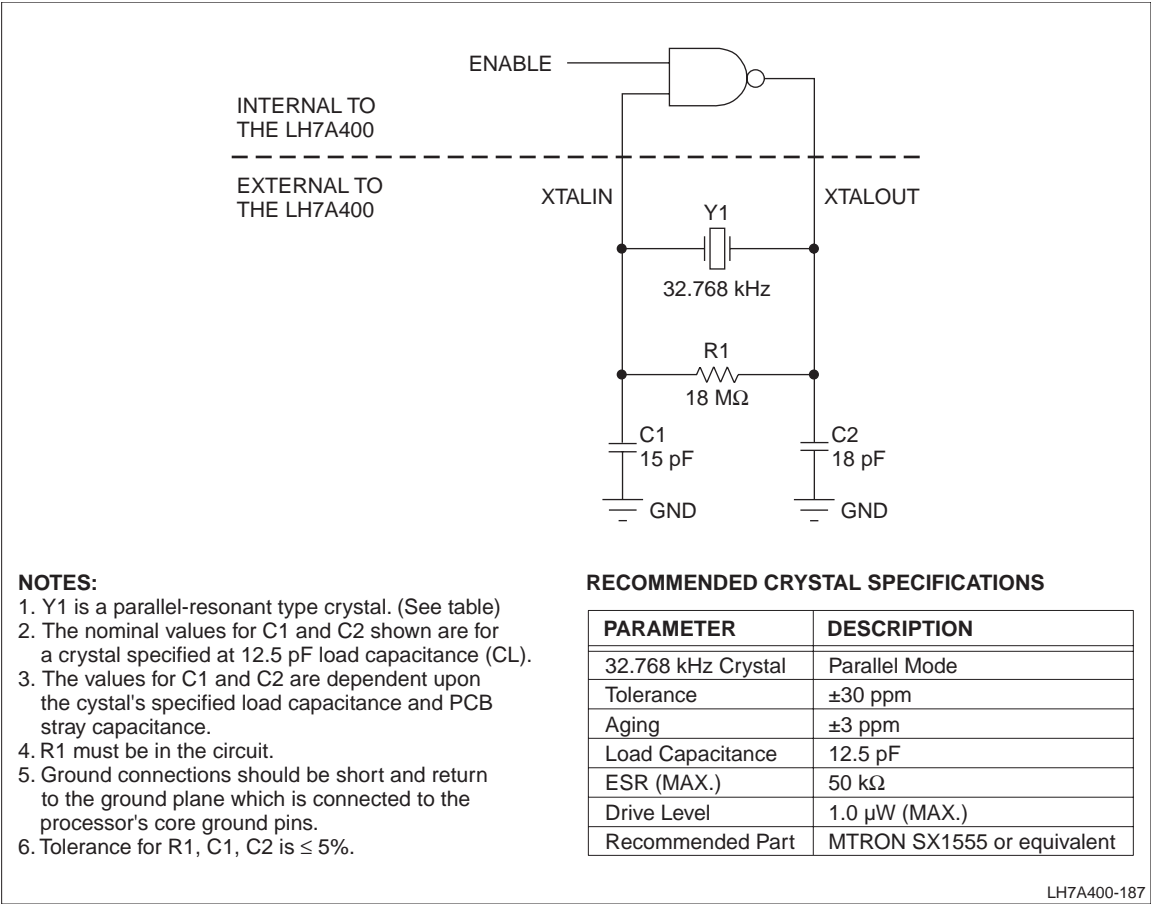 ENABLE
INTERNAL TO
THE LH7A400
EXTERNAL TO
THE LH7A400
XTALIN
XTALOUT
Y1
32.768 kHz
R1
18 MΩ
C1
15 pF
C2
18 pF
GND
GND
NOTES:
1. Y1 is a parallel-resonant type crystal. (See table)
2. The nominal values for C1 and C2 shown are for
a crystal specified at 12.5 pF load capacitance (CL).
3. The values for C1 and C2 are dependent upon
the cystal's specified load capacitance and PCB
stray capacitance.
4. R1 must be in the circuit.
5. Ground connections should be short and return
to the ground plane which is connected to the
processor's core ground pins.
6. Tolerance for R1, C1, C2 is ≤ 5%.
RECOMMENDED CRYSTAL SPECIFICATIONS
PARAMETER DESCRIPTION
32.768 kHz Crystal Parallel Mode
Tolerance ±30 ppm
Aging ±3 ppm
Load Capacitance 12.5 pF
ESR (MAX.) 50 kΩ
Drive Level 1.0 µW (MAX.)
Recommended Part MTRON SX1555 or equivalent
LH7A400-187